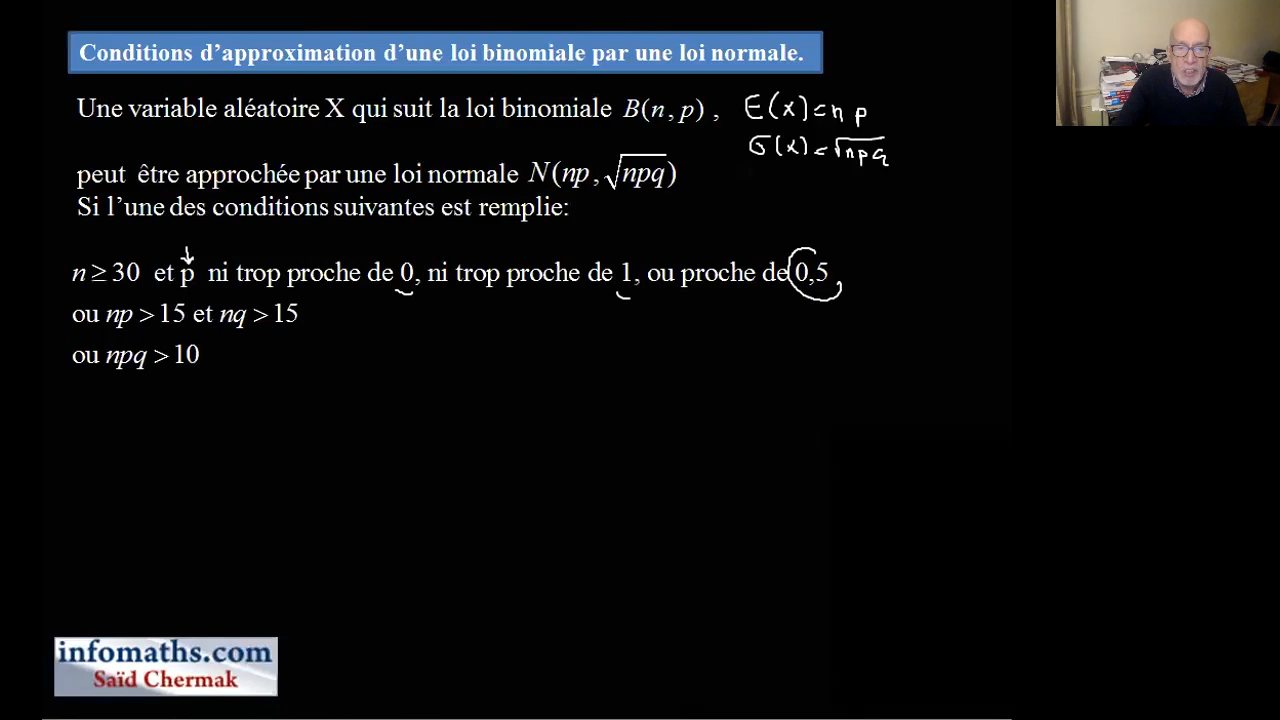 Conditions d'approximation d'une loi binomiale par une loi normale.
Une variable aléatoire X qui suit la loi binomiale B(n, p) , E(x) = n p
σ(x) = √npq
peut être approchée par une loi normale N(np, √npq)
Si l'une des conditions suivantes est remplie:
n ≥ 30 et p ni trop proche de 0, ni trop proche de 1, ou proche de 0,5
ou np > 15 et nq > 15
ou npq > 10
infomaths.com
Saïd Chermak